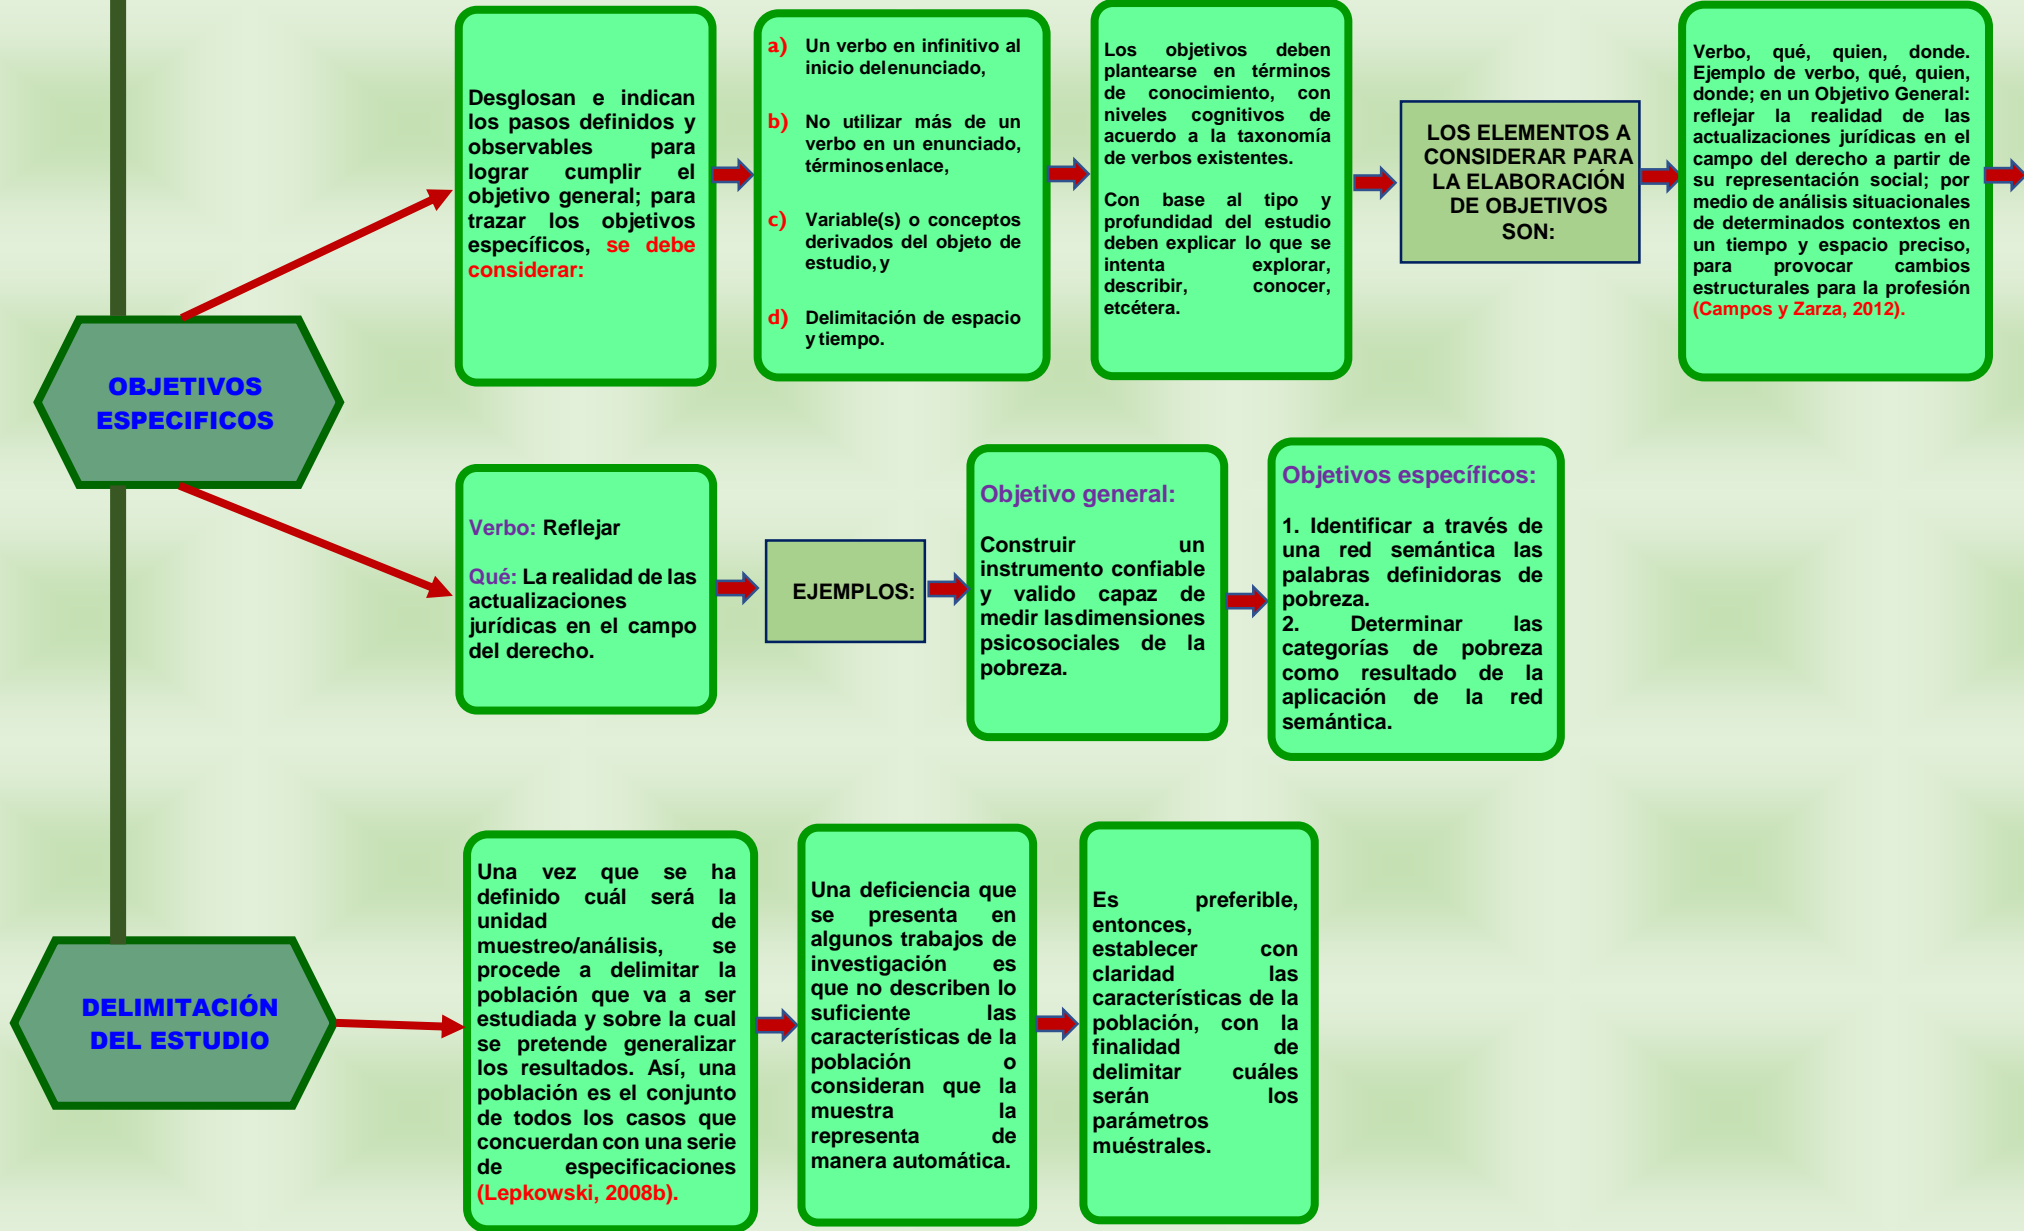 OBJETIVOS
ESPECIFICOS
Desglosan e indican
los pasos definidos y
observables para
lograr cumplir el
objetivo general; para
trazar los objetivos
específicos, se debe
considerar:
a) Un verbo en infinitivo al
inicio delenunciado,
b) No utilizar más de un
verbo en un enunciado,
términosenlace,
c) Variable(s) o conceptos
derivados del objeto de
estudio, y
d) Delimitación de espacio
y tiempo.
Los objetivos deben
plantearse en términos
de conocimiento, con
niveles cognitivos de
acuerdo a la taxonomía
de verbos existentes.
Con base al tipo y
profundidad del estudio
deben explicar lo que se
intenta explorar,
describir, conocer,
etcétera.
LOS ELEMENTOS A
CONSIDERAR PARA
LA ELABORACIÓN
DE OBJETIVOS
SON:
Verbo, qué, quien, donde.
Ejemplo de verbo, qué, quien,
donde; en un Objetivo General:
reflejar la realidad de las
actualizaciones jurídicas en el
campo del derecho a partir de
su representación social; por
medio de análisis situacionales
de determinados contextos en
un tiempo y espacio preciso,
para provocar cambios
estructurales para la profesión
(Campos y Zarza, 2012).
Verbo: Reflejar
Qué: La realidad de las
actualizaciones
jurídicas en el campo
del derecho.
EJEMPLOS:
Objetivo general:
Construir un
instrumento confiable
y valido capaz de
medir lasdimensiones
psicosociales de la
pobreza.
Objetivos específicos:
1. Identificar a través de
una red semántica las
palabras definidoras de
pobreza.
2. Determinar las
categorías de pobreza
como resultado de la
aplicación de la red
semántica.
DELIMITACIÓN
DEL ESTUDIO
Una vez que se ha
definido cuál será la
unidad de
muestreo/análisis, se
procede a delimitar la
población que va a ser
estudiada y sobre la cual
se pretende generalizar
los resultados. Así, una
población es el conjunto
de todos los casos que
concuerdan con una serie
de especificaciones
(Lepkowski, 2008b).
Una deficiencia que
se presenta en
algunos trabajos de
investigación es
que no describen lo
suficiente las
características de la
población o
consideran que la
muestra la
representa de
manera automática.
Es preferible,
entonces,
establecer con
claridad las
características de la
población, con la
finalidad de
delimitar cuáles
serán los
parámetros
muéstrales.